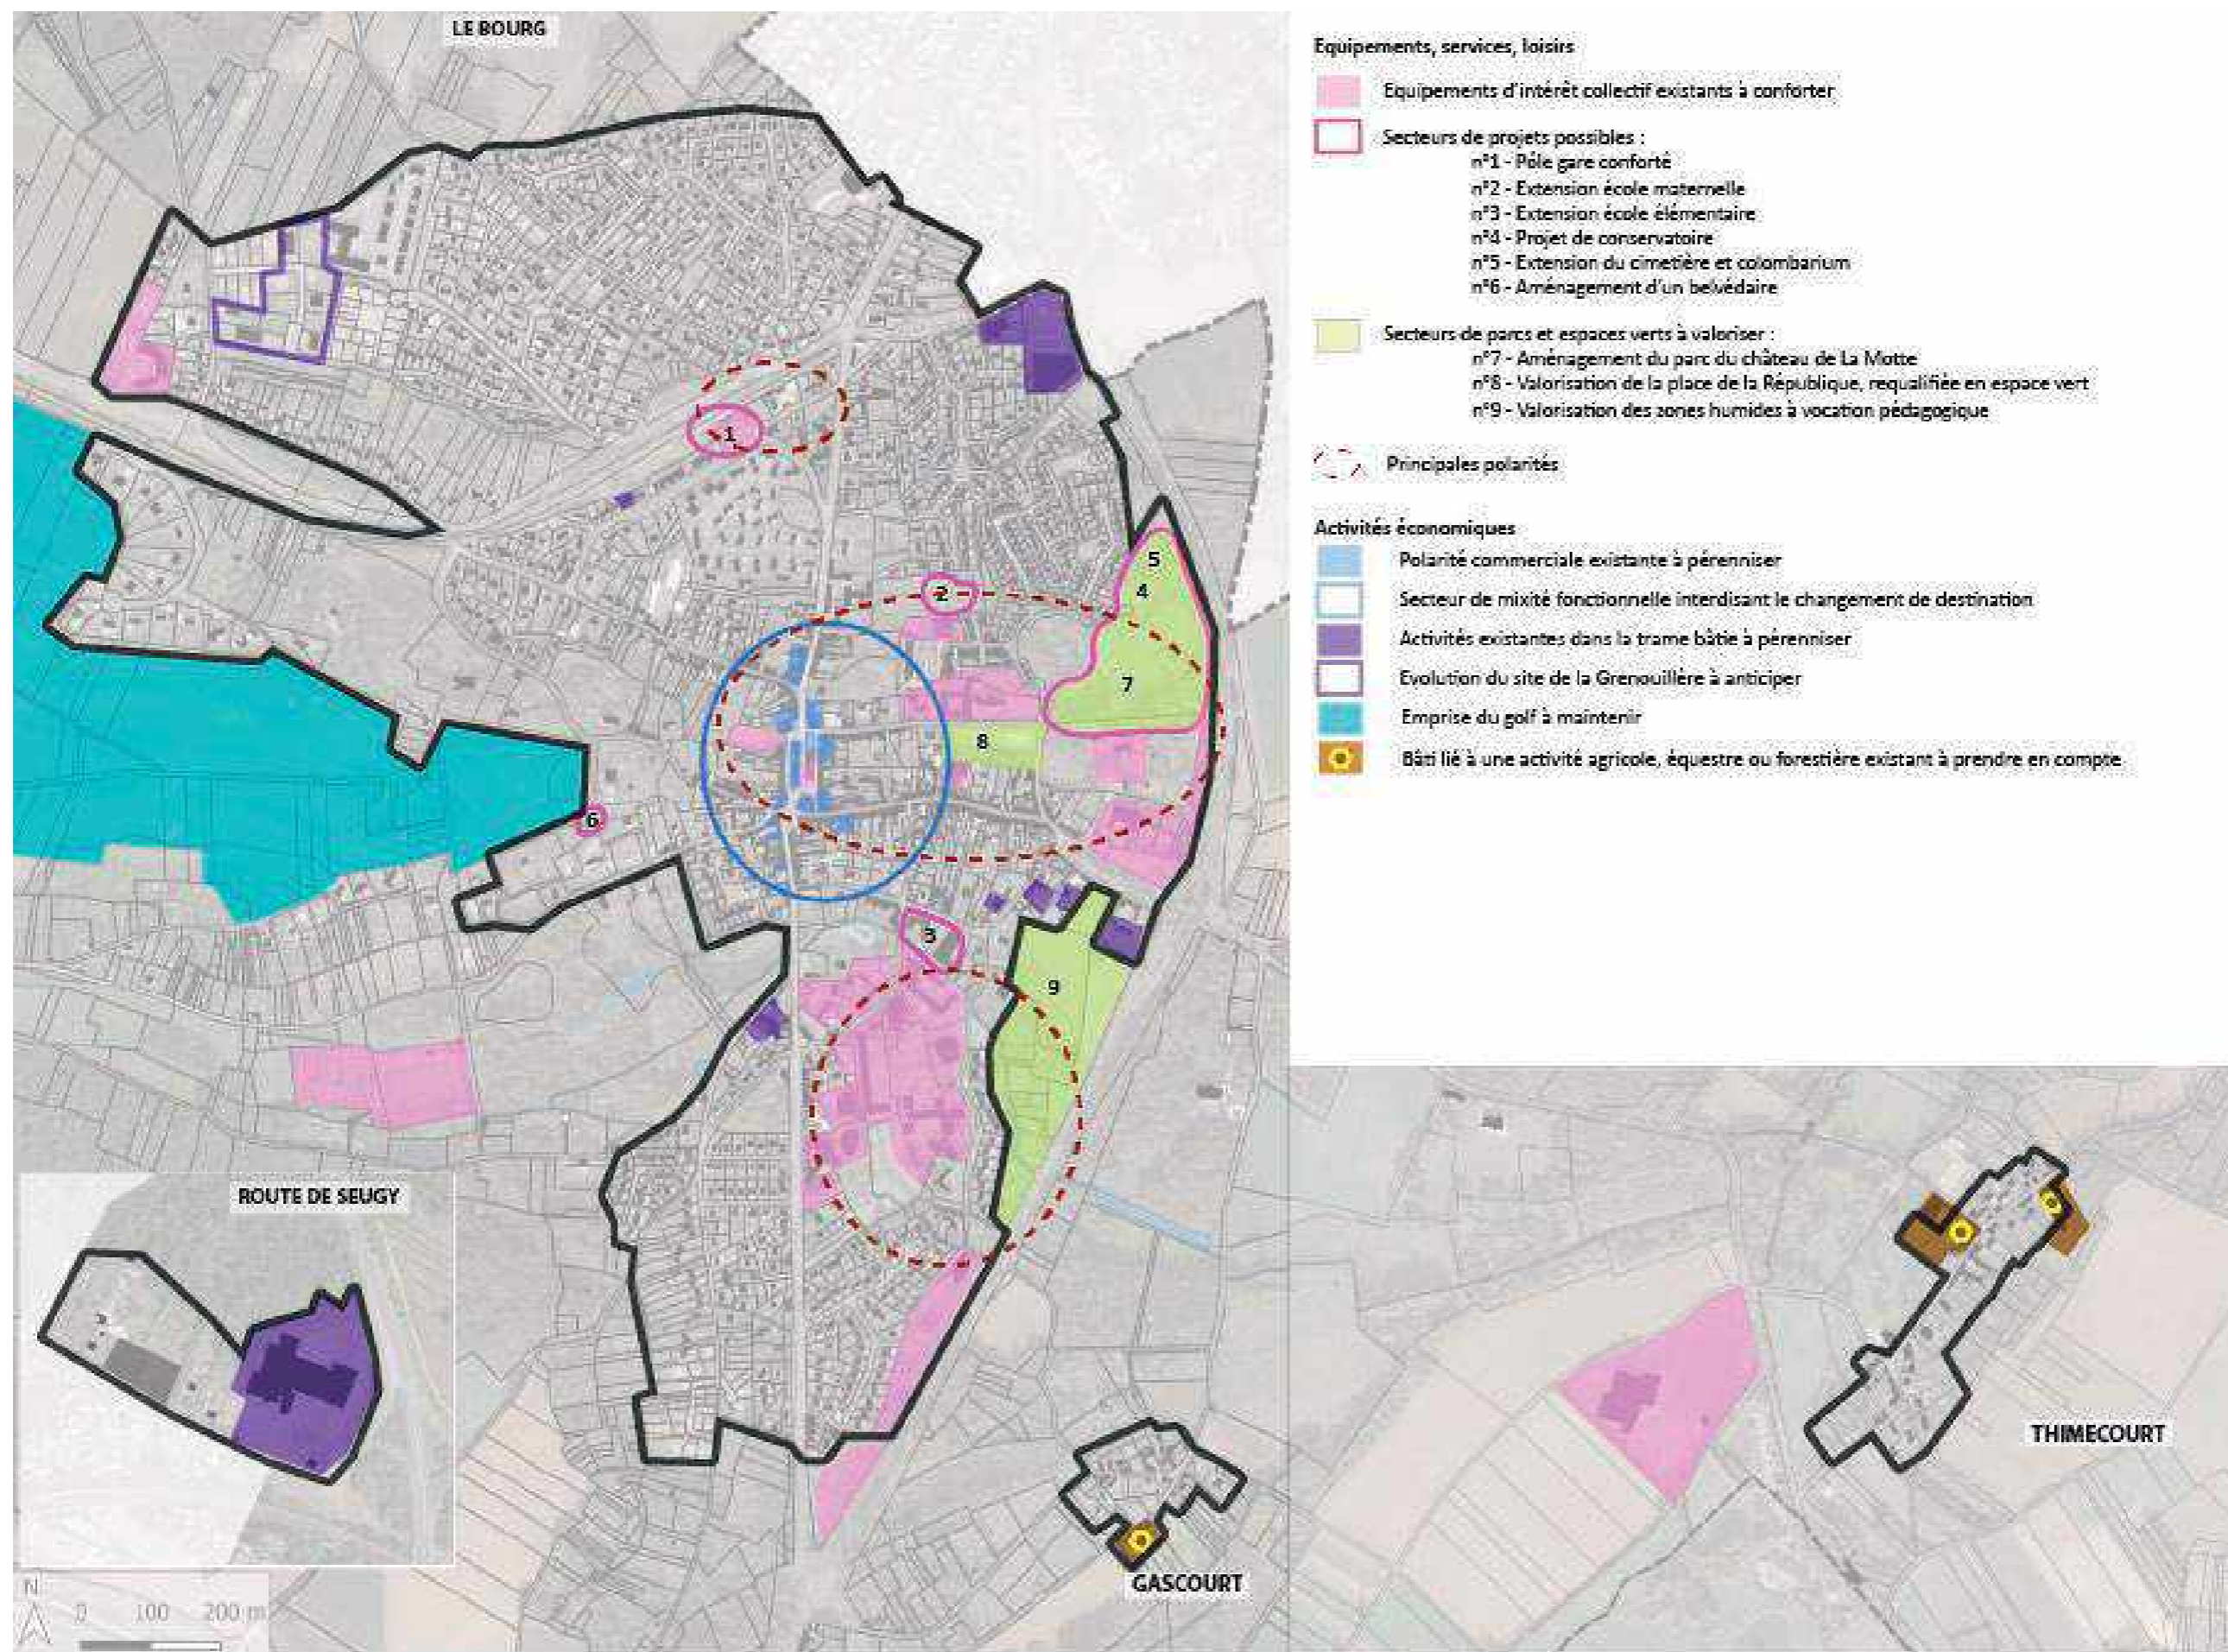 LE BOURG
Equipements, services, loisirs
Equipements d'intérêt collectif existants à conforter
Secteurs de projets possibles :
n°1 - Pôle gare conforté
n°2 - Extension école maternelle
n°3 - Extension école élémentaire
n°4 - Projet de conservatoire
n°5 - Extension du cimetière et colombarium
n°6 - Aménagement d'un belvédaire
Secteurs de parcs et espaces verts à valoriser :
n°7 - Aménagement du parc du château de La Motte
n°8 - Valorisation de la place de la République, requalifiée en espace vert
n°9 - Valorisation des zones humides à vocation pédagogique
Principales polarités
Activités économiques
Polarité commerciale existante à pérenniser
Secteur de mixité fonctionnelle interdisant le changement de destination
Activités existantes dans la trame bâtie à pérenniser
Evolution du site de la Grenouillère à anticiper
Emprise du golf à maintenir
Bâti lié à une activité agricole, équestre ou forestière existant à prendre en compte
1
5
4
2
7
8
6
3
9
ROUTE DE SEUGY
THIMECOURT
GASCOURT
N
0 100 200 m